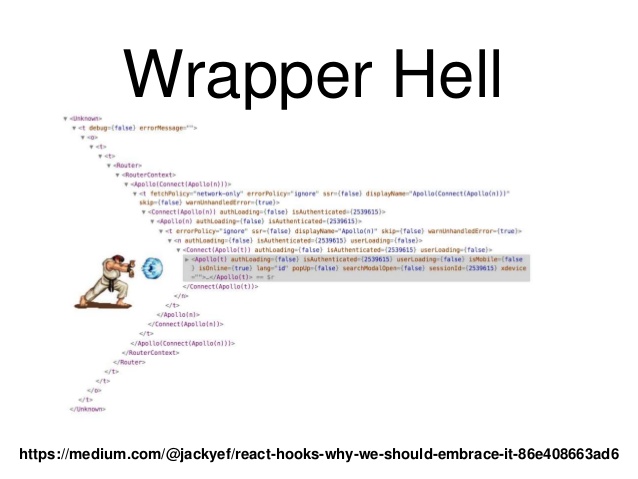 Wrapper Hell
▼ <Unknown>
▼ <t debug={false} errorMessage="">
▼ <o>
▼ <t>
▼ <t>
▼ <Router>
▼ <RouterContext>
▼ <Apollo(Connect(Apollo(n)))>
▼ <t fetchPolicy="network-only" errorPolicy="ignore" ssr={false} displayName="Apollo(Connect(Apollo(n)))"
skip={false} warnUnhandledError={true}>
▼ <Connect(Apollo(n)) authLoading={false} isAuthenticated={2539615}>
▼ <Apollo(n) authLoading={false} isAuthenticated={2539615}>
▼ <t errorPolicy="ignore" ssr={false} displayName="Apollo(n)" skip={false} warnUnhandledError={true}>
▼ <n authLoading={false} isAuthenticated={2539615} userLoading={false}>
▼ <Connect(Apollo(t)) authLoading={false} isAuthenticated={2539615} userLoading={false}>
▶ <Apollo(t) authLoading={false} isAuthenticated={2539615} userLoading={false} isMobile={false
} isOnline={true} lang="id" popUp={false} searchModalOpen={false} sessionId={2539615} xdevice
="">…</Apollo(t)> == $r
</Connect(Apollo(t))>
</n>
</t>
</Apollo(n)>
</Connect(Apollo(n))>
</t>
</Apollo(Connect(Apollo(n)))>
</RouterContext>
</Router>
</t>
</t>
</o>
</t>
</Unknown>
https://medium.com/@jackyef/react-hooks-why-we-should-embrace-it-86e408663ad6